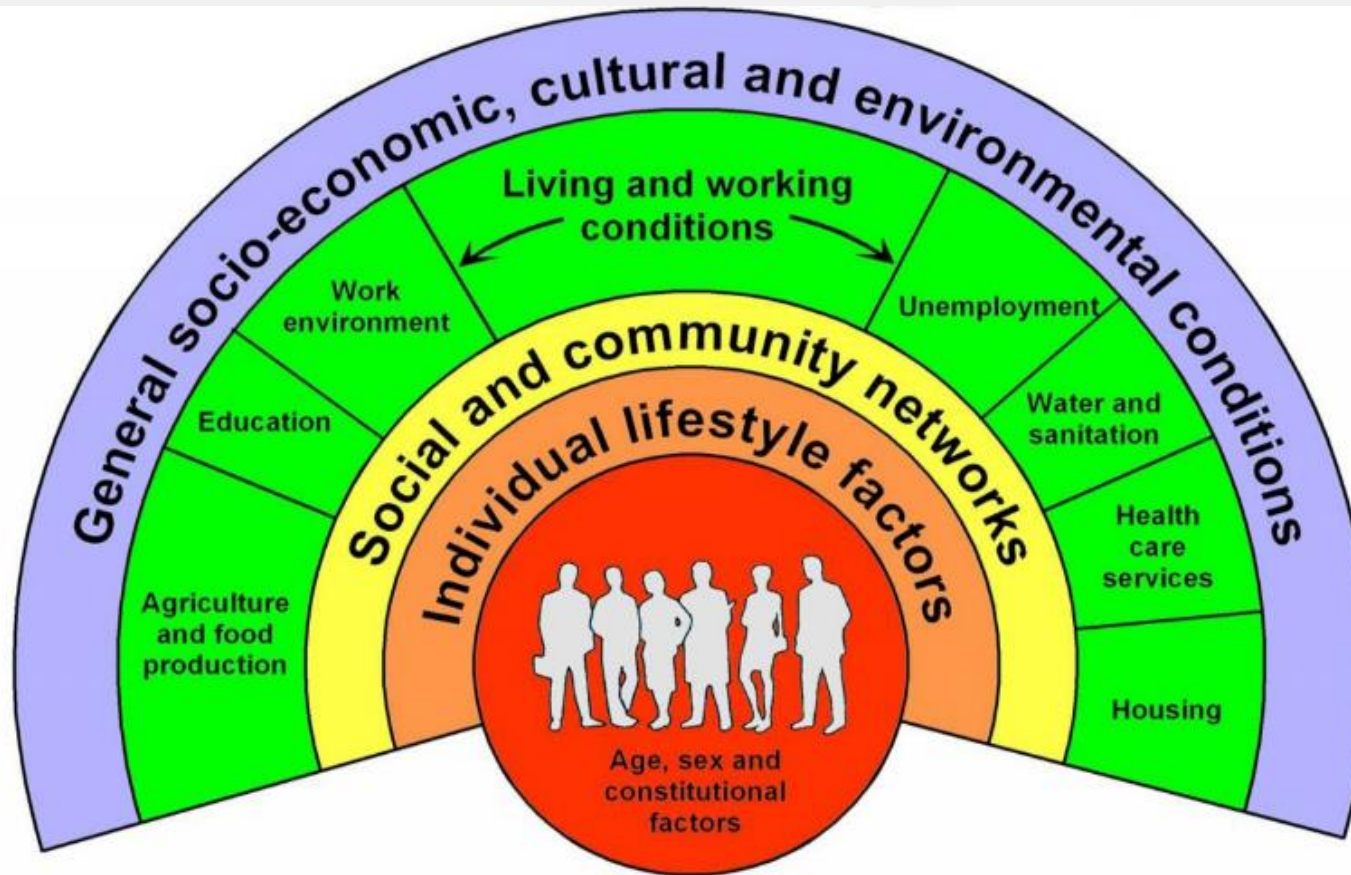 General socio-economic, cultural and environmental conditions
Living and working
conditions
Work
environment
Unemployment
Education
Water and
sanitation
Agriculture
and food
production
Health
care
services
Housing
Social and community networks
Individual lifestyle factors
Age, sex and
constitutional
factors